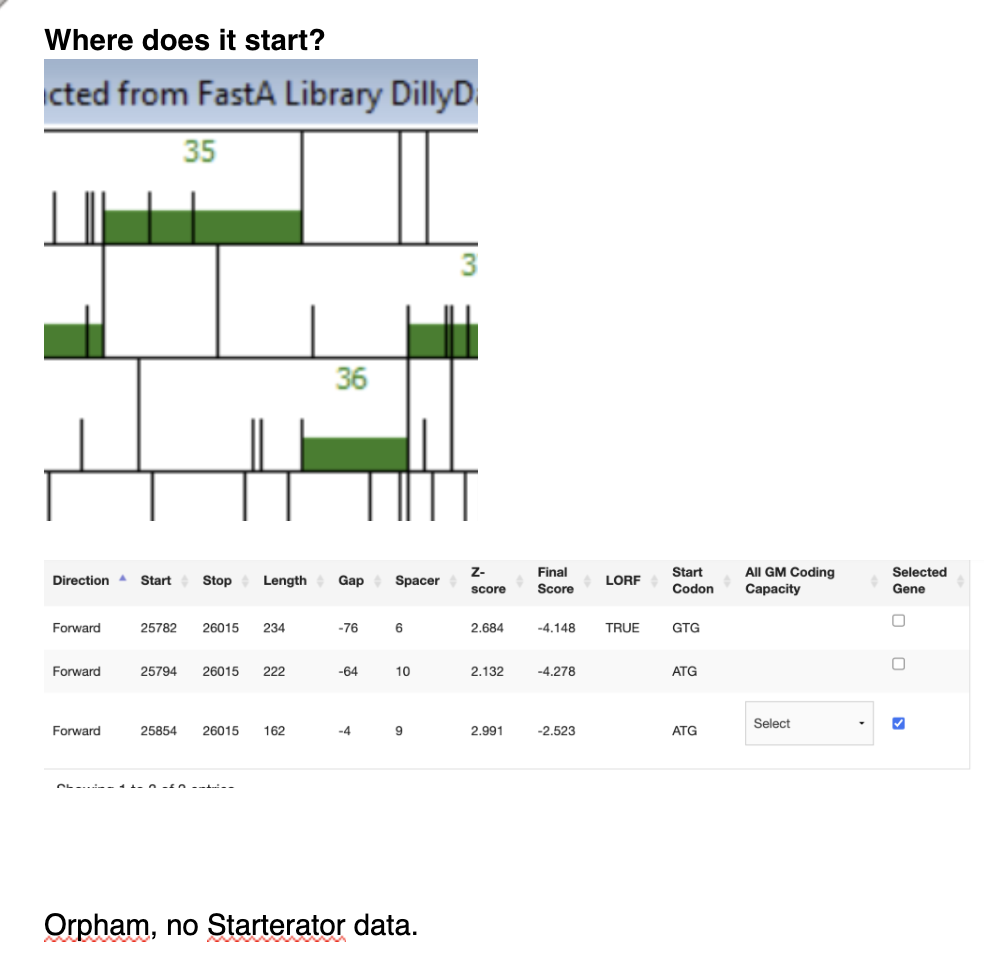 Where does it start?
cted from FastA Library DillyD
35
3
36
Direction Start Stop Length Gap Spacer Z-score Final Score LORF Start Codon All GM Coding Capacity Selected Gene
Forward 25782 26015 234 -76 6 2.684 -4.148 TRUE GTG
Forward 25794 26015 222 -64 10 2.132 -4.278 ATG
Forward 25854 26015 162 -4 9 2.991 -2.523 ATG Select
Orpham, no Starterator data.